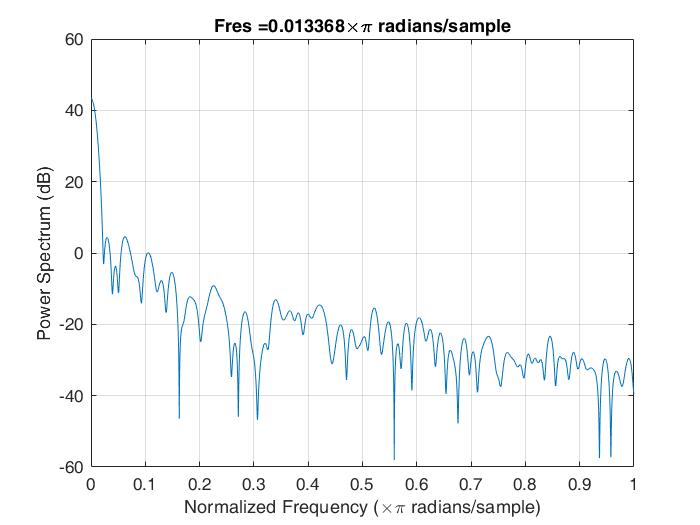 Fres =0.013368×π radians/sample
60
40
20
0
-20
-40
-60
Power Spectrum (dB)
0 0.1 0.2 0.3 0.4 0.5 0.6 0.7 0.8 0.9 1
Normalized Frequency (×π radians/sample)